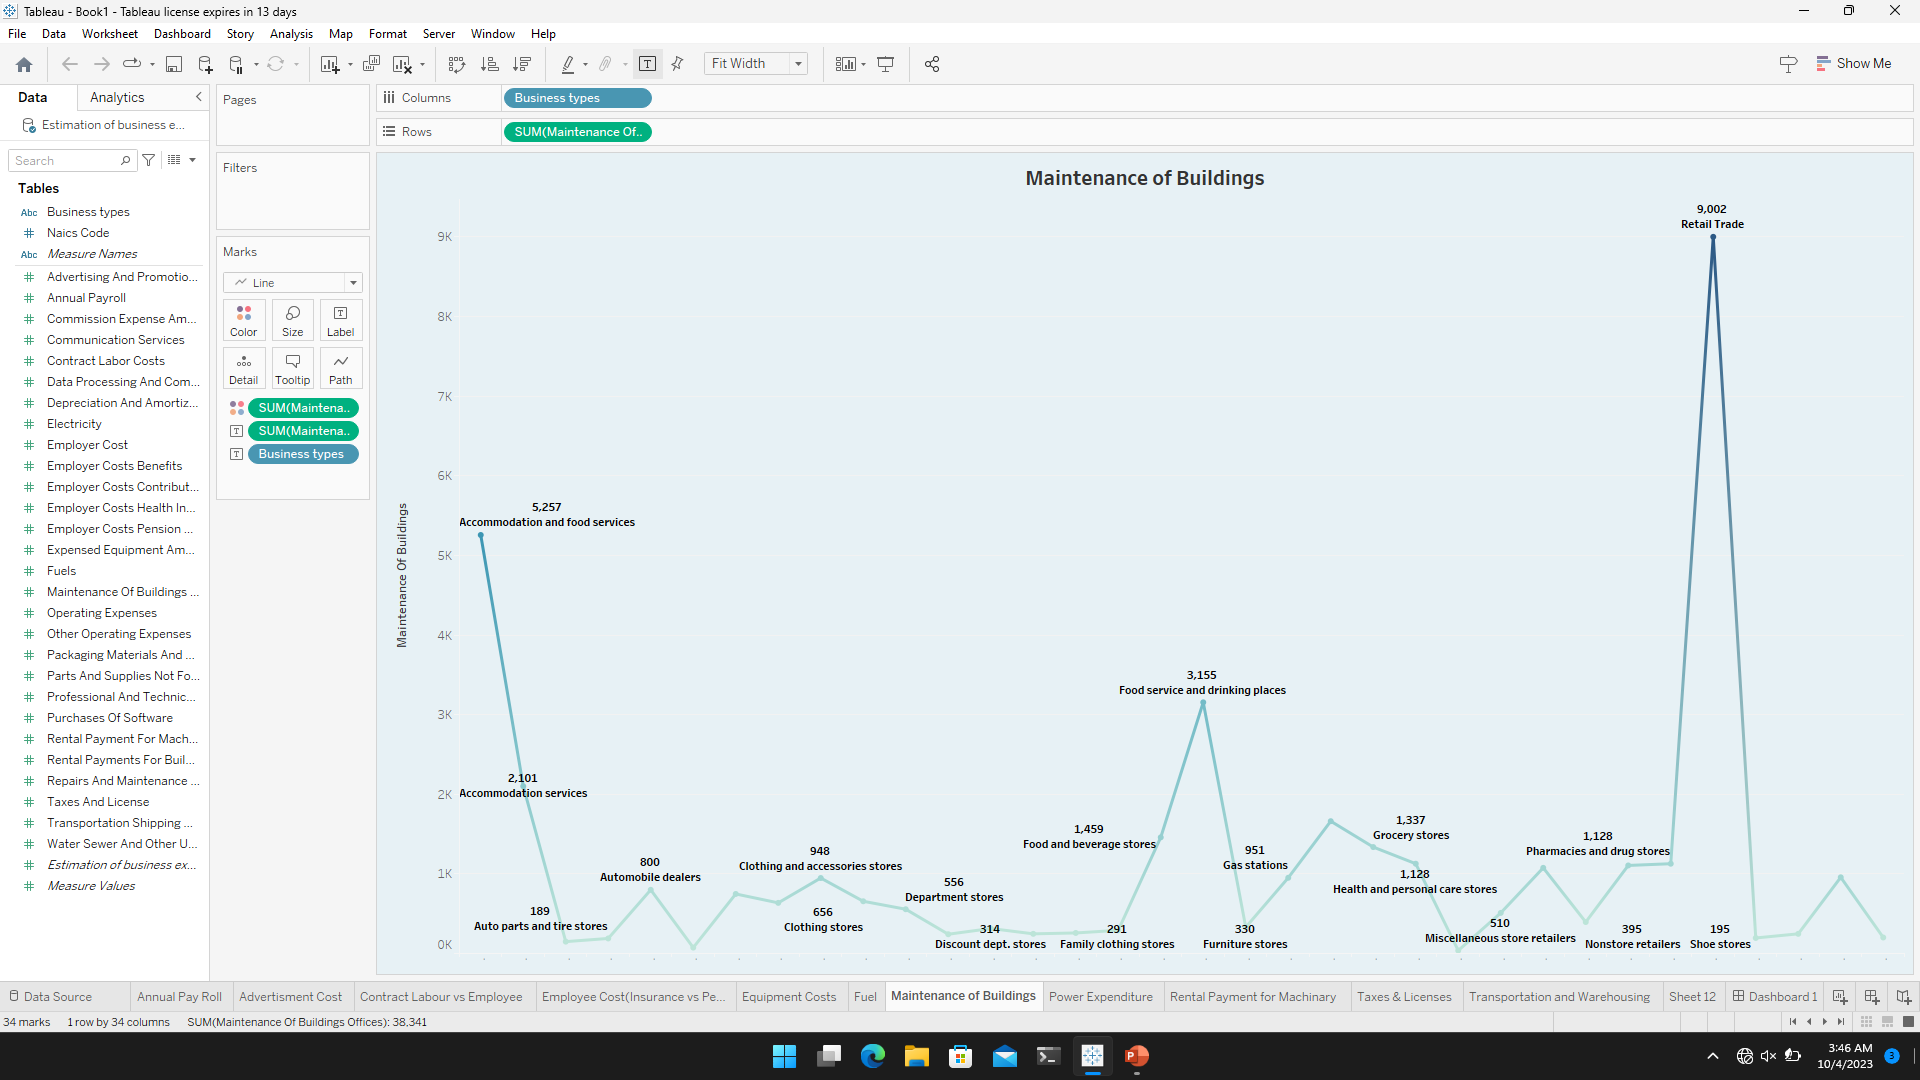 Tableau - Book1 - Tableau license expires in 13 days
File Data Worksheet Dashboard Story Analysis Map Format Server Window Help
Fit Width
Show Me
Data Analytics
Estimation of business e...
Search
Tables
Abc Business types
# Naics Code
Abc Measure Names
# Advertising And Promotio...
# Annual Payroll
# Commission Expense Am...
# Communication Services
# Contract Labor Costs
# Data Processing And Com...
# Depreciation And Amortiz...
# Electricity
# Employer Cost
# Employer Costs Benefits
# Employer Costs Contribut...
# Employer Costs Health In...
# Employer Costs Pension ...
# Expensed Equipment Am...
# Fuels
# Maintenance Of Buildings ...
# Operating Expenses
# Other Operating Expenses
# Packaging Materials And ...
# Parts And Supplies Not Fo...
# Professional And Technic...
# Purchases Of Software
# Rental Payment For Mach...
# Rental Payments For Buil...
# Repairs And Maintenance ...
# Taxes And License
# Transportation Shipping ...
# Water Sewer And Other U...
# Estimation of business ex...
# Measure Values
Pages
Filters
Marks
Line
Color Size Label
Detail Tooltip Path
SUM(Maintena..
SUM(Maintena..
Business types
Columns Business types
Rows SUM(Maintenance Of..
Maintenance of Buildings
Maintenance Of Buildings
9K
8K
7K
6K
5K
4K
3K
2K
1K
0K
9,002
Retail Trade
5,257
Accommodation and food services
3,155
Food service and drinking places
2,101
Accommodation services
1,459
Food and beverage stores
1,337
Grocery stores
1,128
Pharmacies and drug stores
951
Gas stations
948
Clothing and accessories stores
800
Automobile dealers
1,128
Health and personal care stores
556
Department stores
189
Auto parts and tire stores
656
Clothing stores
314
Discount dept. stores
291
Family clothing stores
330
Furniture stores
510
Miscellaneous store retailers
395
Nonstore retailers
195
Shoe stores
Data Source Annual Pay Roll Advertisment Cost Contract Labour vs Employee Employee Cost(Insurance vs Pe... Equipment Costs Fuel Maintenance of Buildings Power Expenditure Rental Payment for Machinary Taxes & Licenses Transportation and Warehousing Sheet 12 Dashboard 1
34 marks 1 row by 34 columns SUM(Maintenance Of Buildings Offices): 38,341
3:46 AM
10/4/2023
3